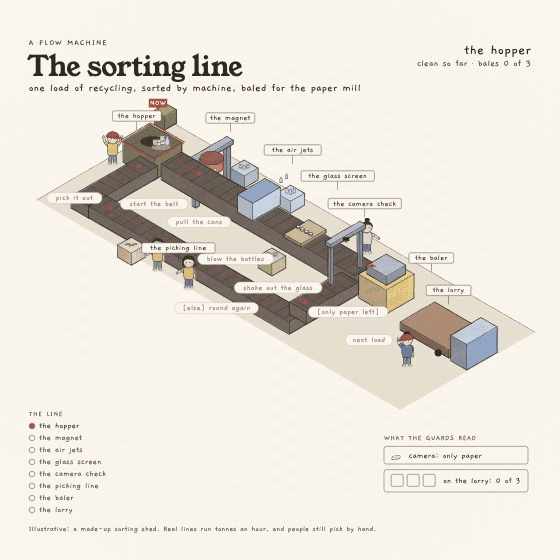 A FLOW MACHINE
The sorting line
one load of recycling, sorted by machine, baled for the paper mill
the hopper
clean so far · bales 0 of 3
NOW
the hopper
the magnet
the air jets
the glass screen
the camera check
pick it out
start the belt
pull the cans
the picking line
blow the bottles
the baler
shake out the glass
the lorry
[else] round again
[only paper left]
next load
THE LINE
the hopper
the magnet
the air jets
the glass screen
the camera check
the picking line
the baler
the lorry
WHAT THE GUARDS READ
camera: only paper
on the lorry: 0 of 3
Illustrative: a made-up sorting shed. Real lines run tonnes an hour, and people still pick by hand.